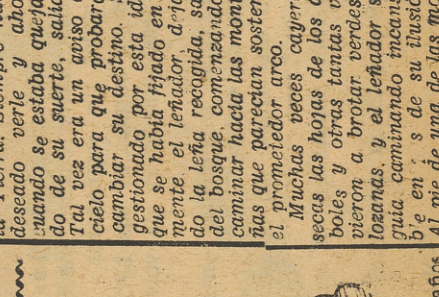 deseado verle y aho
cuando se estaba queja
do de su suerte, salió
Tal vez era un aviso
cielo para que probara
cambiar su destino.
gestionado por esta id
que se había fijado en
mente el leñador dejo
do la leña recogida, sa
del bosque, comenzando
caminar hacia las mont
ñas que parecían sostener
el prometedor arco.
Muchas veces cayer
secas las hojas de los
boles y otras tantas v
vieron a brotar verdes
lozanas, y el leñador s
guía caminando incans
b'e en s de su ilusió
Al pie de una de las mo